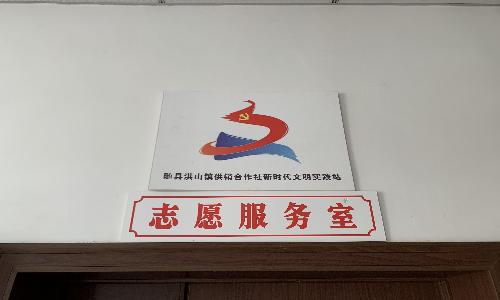 随县洪山镇供销合作社新时代文明实践站
志愿服务室